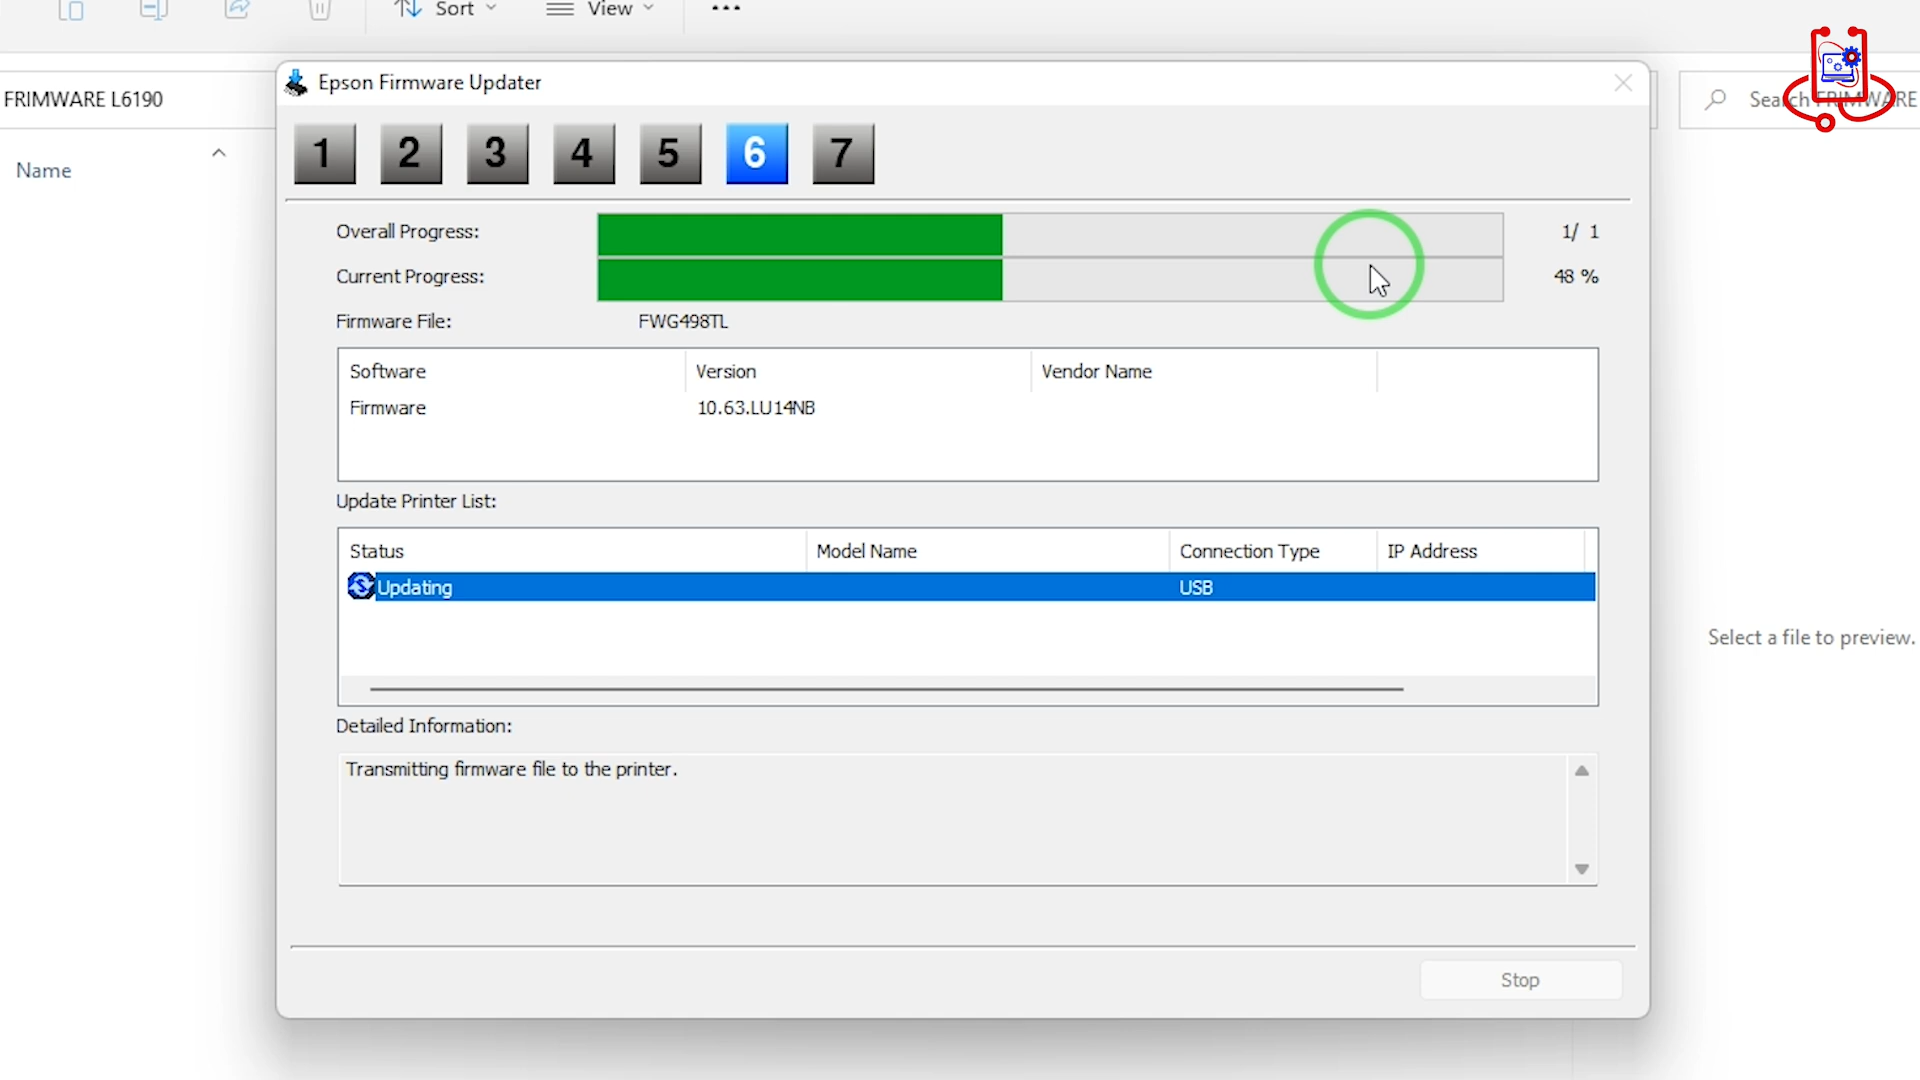 Sort
View
FRIMWARE L6190
Search FRIMWARE
Name
Epson Firmware Updater
1 2 3 4 5 6 7
Overall Progress: 1/ 1
Current Progress: 48 %
Firmware File: FWG498TL
Software Version Vendor Name
Firmware 10.63.LU14NB
Update Printer List:
Status Model Name Connection Type IP Address
Updating USB
Select a file to preview.
Detailed Information:
Transmitting firmware file to the printer.
Stop